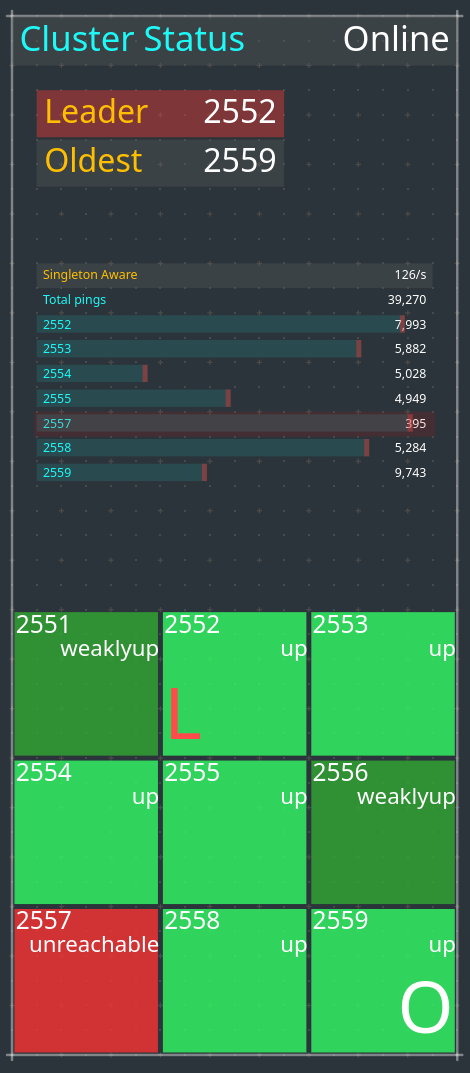 Cluster Status Online
Leader 2552
Oldest 2559
Singleton Aware 126/s
Total pings 39,270
2552 7,993
2553 5,882
2554 5,028
2555 4,949
2557 395
2558 5,284
2559 9,743
2551 2552 2553
weaklyup up up
L
2554 2555 2556
up up weaklyup
2557 2558 2559
unreachable up up
O